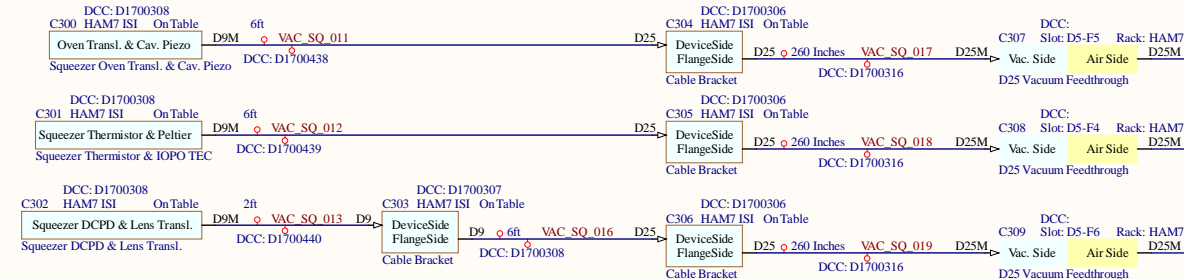 DCC: D1700308
C300 HAM7 ISI On Table
Oven Transl. & Cav. Piezo
Squeezer Oven Transl. & Cav. Piezo
D9M 6ft VAC_SQ_011 D25
DCC: D1700438
DCC: D1700306
C304 HAM7 ISI On Table
DeviceSide
FlangeSide
Cable Bracket
D25 260 Inches VAC_SQ_017 D25M
DCC: D1700316
DCC:
C307 Slot: D5-F5 Rack: HAM7
Vac. Side Air Side D25M
D25 Vacuum Feedthrough
DCC: D1700308
C301 HAM7 ISI On Table
Squeezer Thermistor & Peltier
Squeezer Thermistor & IOPO TEC
D9M 6ft VAC_SQ_012 D25
DCC: D1700439
DCC: D1700306
C305 HAM7 ISI On Table
DeviceSide
FlangeSide
Cable Bracket
D25 260 Inches VAC_SQ_018 D25M
DCC: D1700316
DCC:
C308 Slot: D5-F4 Rack: HAM7
Vac. Side Air Side D25M
D25 Vacuum Feedthrough
DCC: D1700308
C302 HAM7 ISI On Table
Squeezer DCPD & Lens Transl.
Squeezer DCPD & Lens Transl.
D9M 2ft VAC_SQ_013 D9
DCC: D1700440
DCC: D1700307
C303 HAM7 ISI On Table
DeviceSide
FlangeSide
Cable Bracket
D9 6ft VAC_SQ_016 D25
DCC: D1700308
DCC: D1700306
C306 HAM7 ISI On Table
DeviceSide
FlangeSide
Cable Bracket
D25 260 Inches VAC_SQ_019 D25M
DCC: D1700316
DCC:
C309 Slot: D5-F6 Rack: HAM7
Vac. Side Air Side D25M
D25 Vacuum Feedthrough